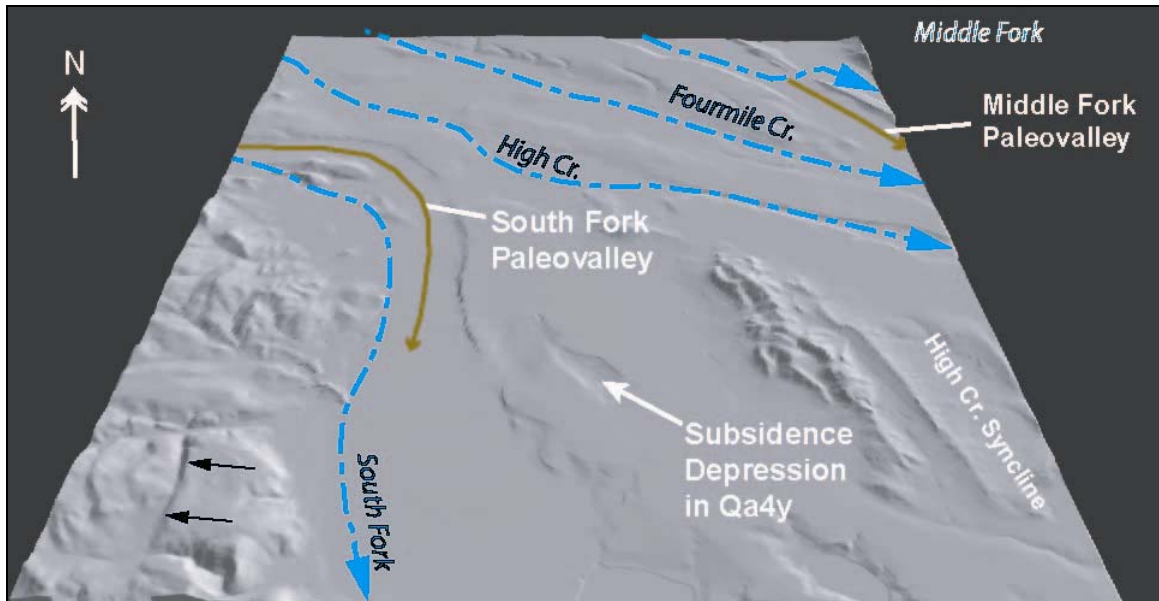 Middle Fork
N
Fourmile Cr.
Middle Fork
Paleovalley
High Cr.
South Fork
Paleovalley
High Cr. Syncline
Subsidence
Depression
in Qa4y
South Fork